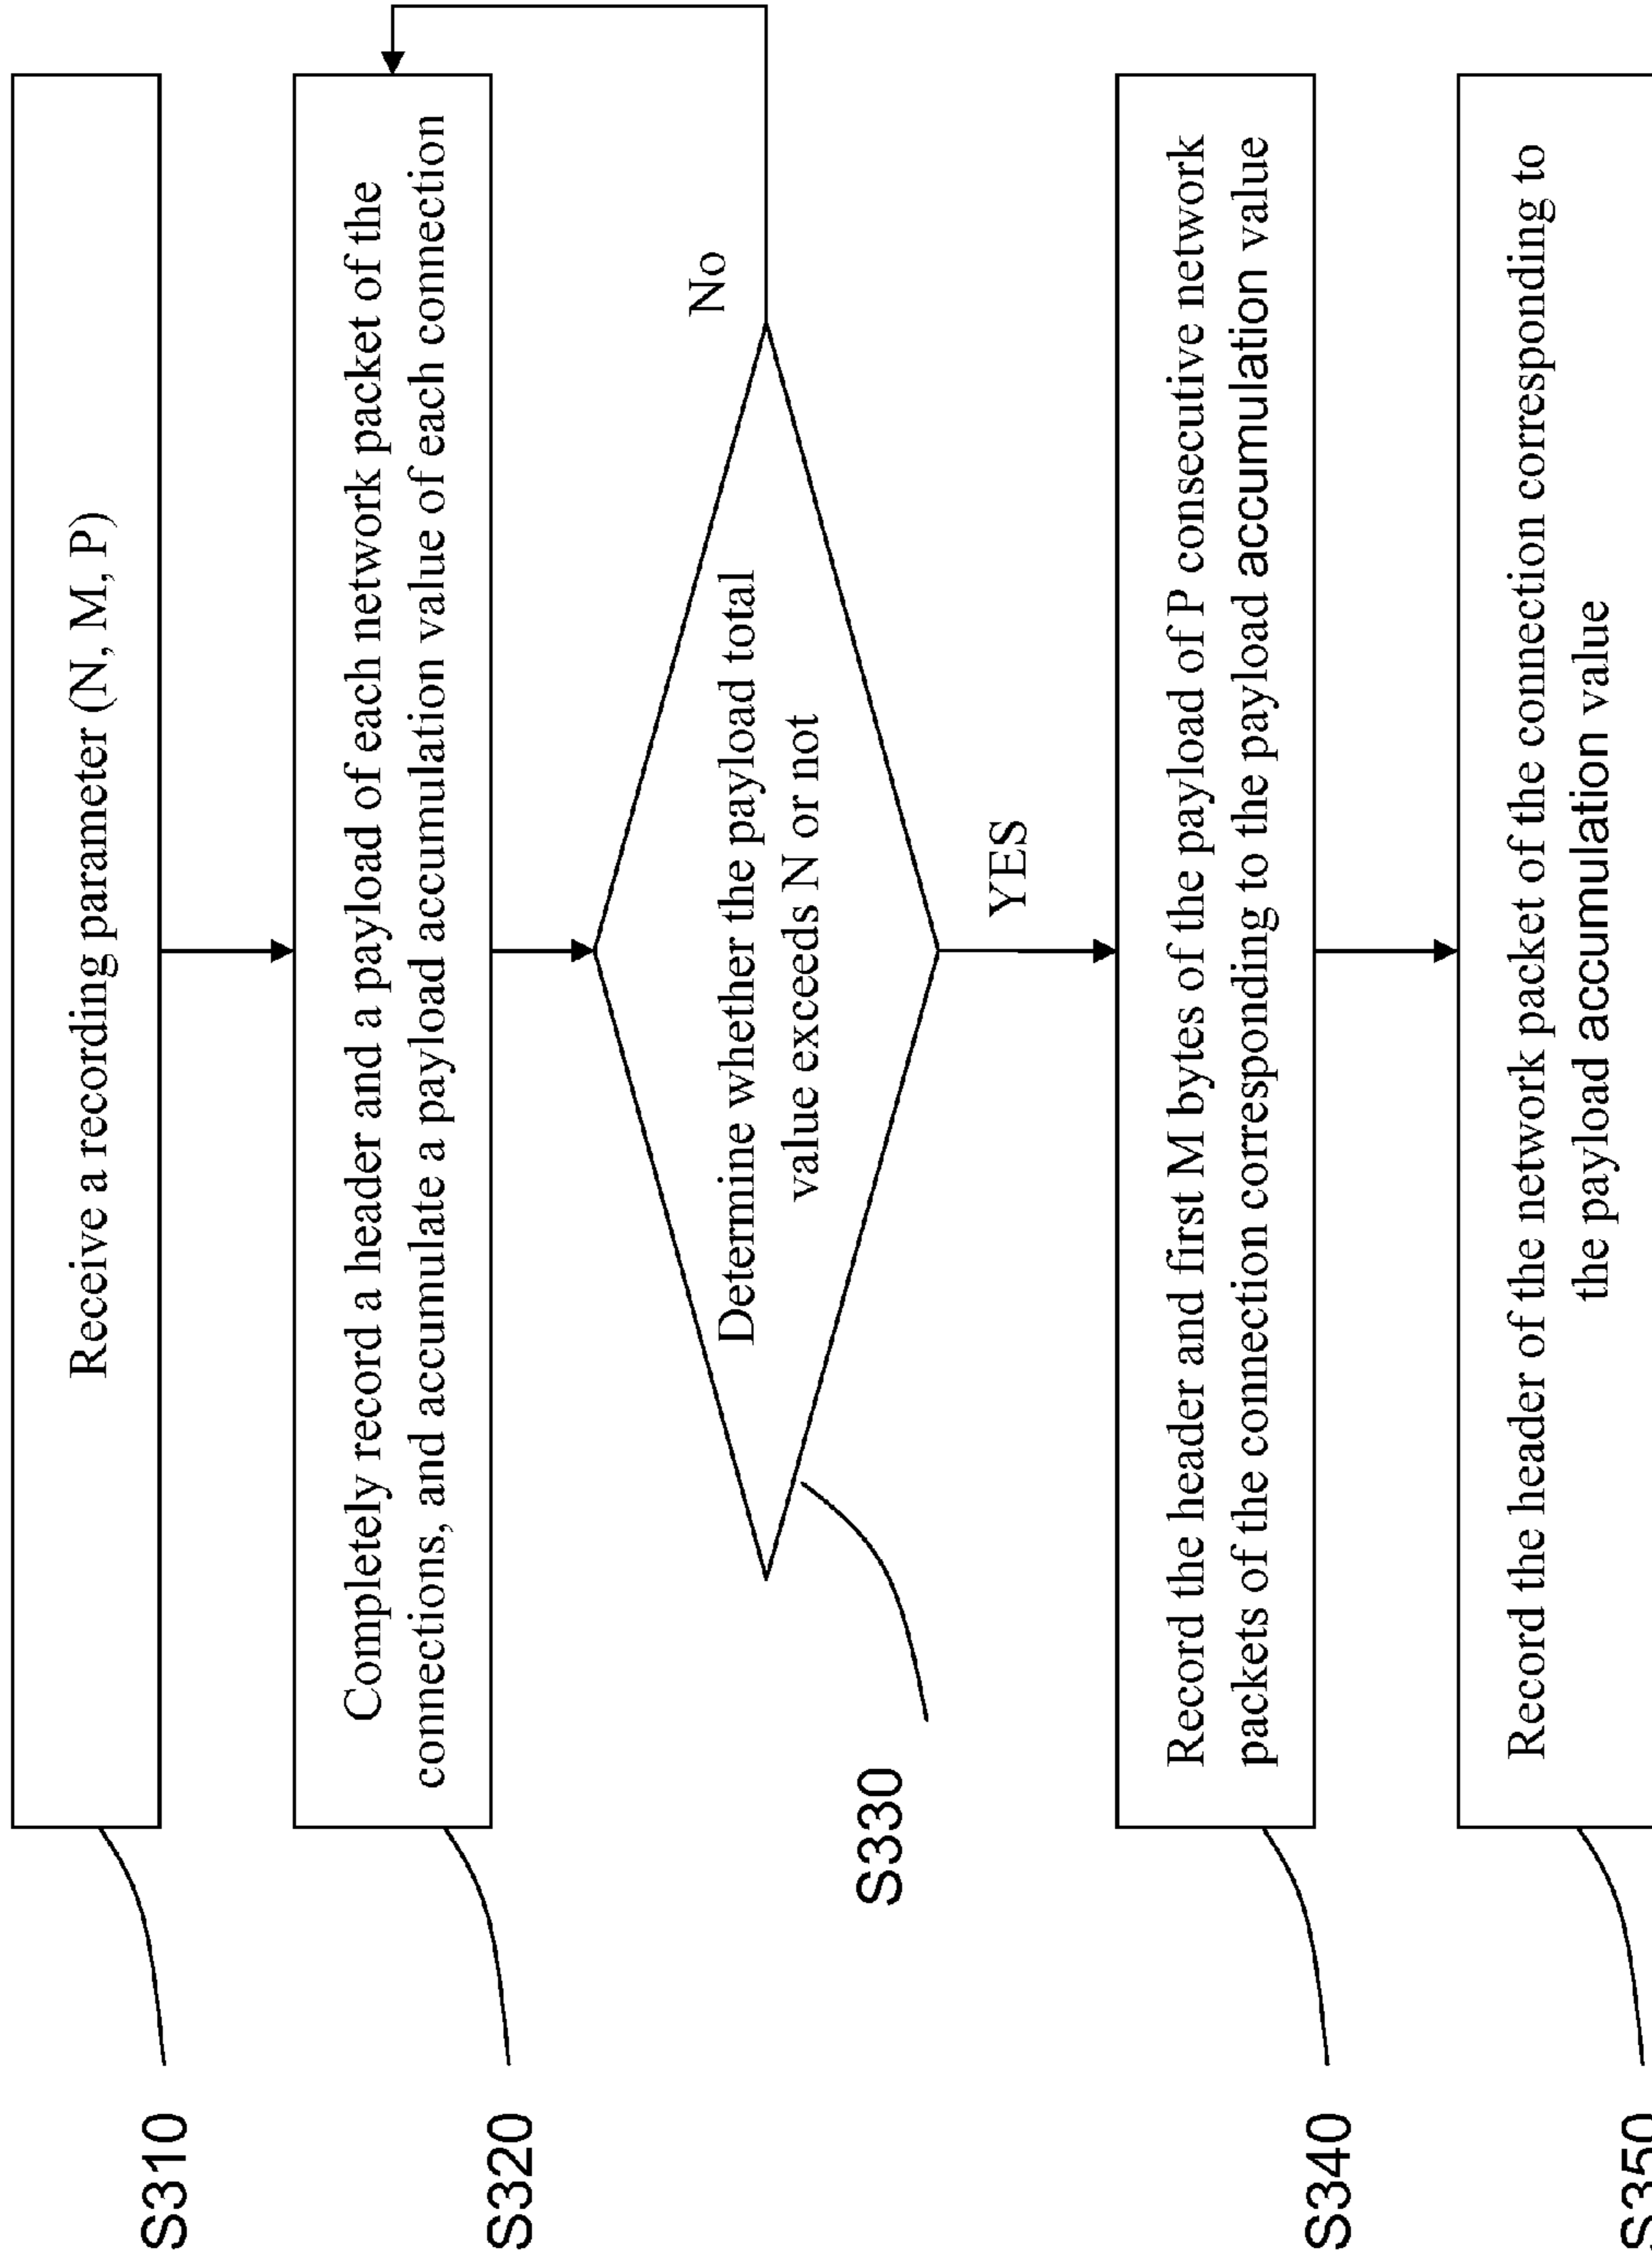 S310
Receive a recording parameter (N, M, P)
S320
Completely record a header and a payload of each network packet of the
connections, and accumulate a payload accumulation value of each connection
S330
Determine whether the payload total
value exceeds N or not
No
YES
S340
Record the header and first M bytes of the payload of P consecutive network
packets of the connection corresponding to the payload accumulation value
S350
Record the header of the network packet of the connection corresponding to
the payload accumulation value